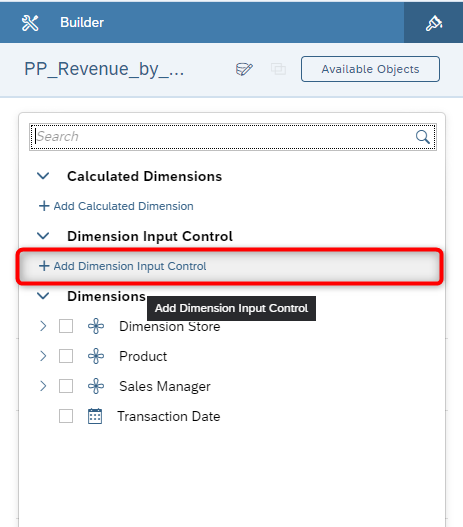 Builder
PP_Revenue_by_...
Available Objects
Search
Calculated Dimensions
+ Add Calculated Dimension
Dimension Input Control
+ Add Dimension Input Control
Dimensions
Add Dimension Input Control
Dimension Store
Product
Sales Manager
Transaction Date